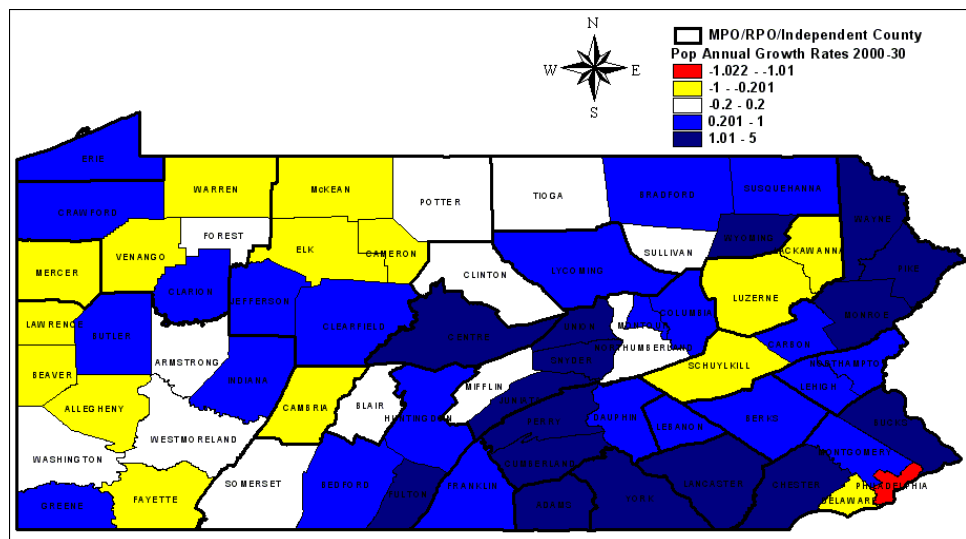 N
W E
S
MPO/RPO/Independent County
Pop Annual Growth Rates 2000-30
-1.022 - -1.01
-1 - -0.201
-0.2 - 0.2
0.201 - 1
1.01 - 5
ERIE
CRAWFORD
WARREN
McKEAN
POTTER
TIOGA
BRADFORD
SUSQUEHANNA
WAYNE
FOREST
VENANGO
ELK
CAMERON
MERCER
CLINTON
LYCOMING
SULLIVAN
WYOMING
PIKE
CLARION
JEFFERSON
LUZERNE
LAWRENCE
BUTLER
CLEARFIELD
CENTRE
UNION
COLUMBIA
MONROE
ARMSTRONG
SNYDER
NORTHUMBERLAND
CARBON
BEAVER
INDIANA
MIFFLIN
SCHUYLKILL
NORTHAMPTON
LEHIGH
ALLEGHENY
CAMBRIA
BLAIR
HUNTINGDON
PERRY
DAUPHIN
LEBANON
BERKS
BUCKS
WESTMORELAND
WASHINGTON
CUMBERLAND
MONTGOMERY
SOMERSET
BEDFORD
FULTON
FRANKLIN
LANCASTER
CHESTER
PHILADELPHIA
GREENE
FAYETTE
ADAMS
YORK
DELAWARE